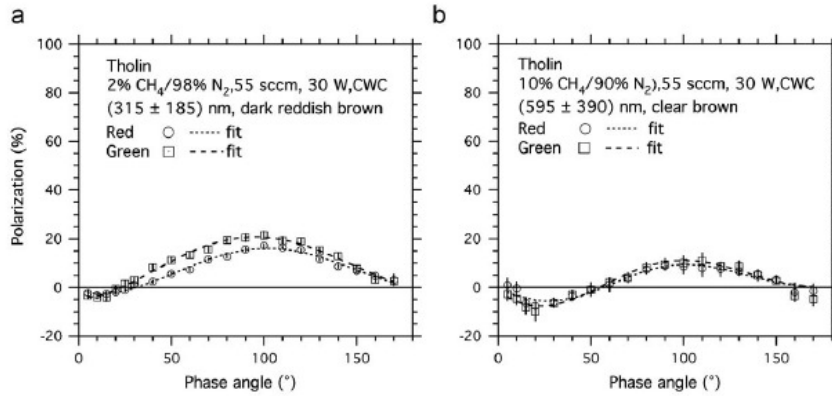 a
Tholin
2% CH₄/98% N₂,55 sccm, 30 W,CWC
(315 ± 185) nm, dark reddish brown
Red fit
Green fit
Polarization (%)
100
80
60
40
20
0
-20
0
50
100
150
Phase angle (°)
b
Tholin
10% CH₄/90% N₂),55 sccm, 30 W,CWC
(595 ± 390) nm, clear brown
Red fit
Green fit
100
80
60
40
20
0
-20
0
50
100
150
Phase angle (°)